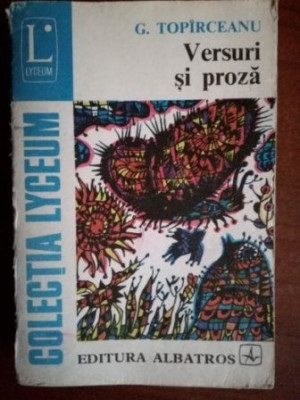 L
LYCEUM
G. TOPÎRCEANU
Versuri
și proză
COLECȚIA LYCEUM
EDITURA ALBATROS